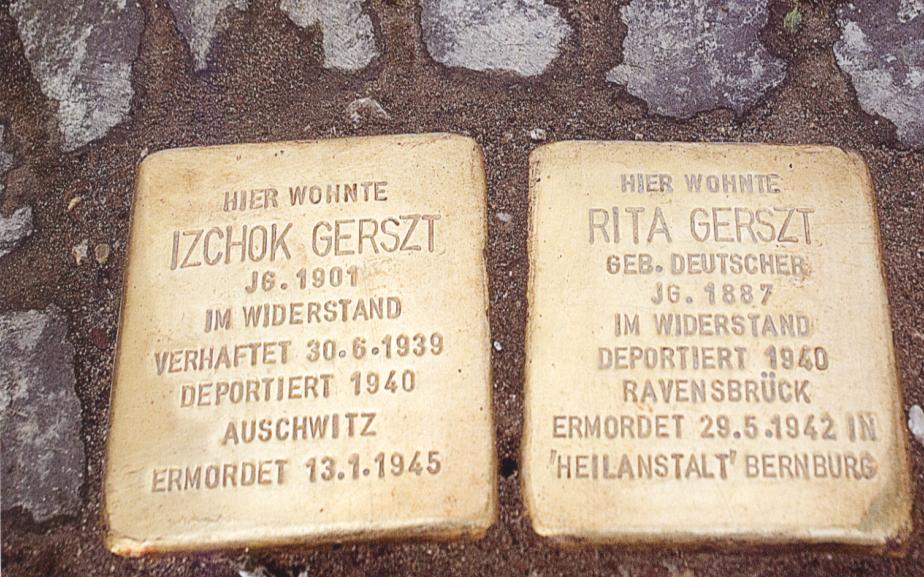 HIER WOHNTE
IZCHOK GERSZT
JG. 1901
IM WIDERSTAND
VERHAFTET 30.6.1939
DEPORTIERT 1940
AUSCHWITZ
ERMORDET 13.1.1945
HIER WOHNTE
RITA GERSZT
GEB. DEUTSCHER
JG. 1887
IM WIDERSTAND
DEPORTIERT 1940
RAVENSBRÜCK
ERMORDET 29.5.1942 IN
"HEILANSTALT" BERNBURG